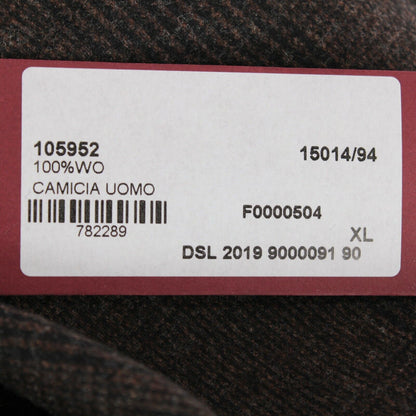 105952 15014/94
100%WO
CAMICIA UOMO
F0000504
782289
XL
DSL 2019 9000091 90